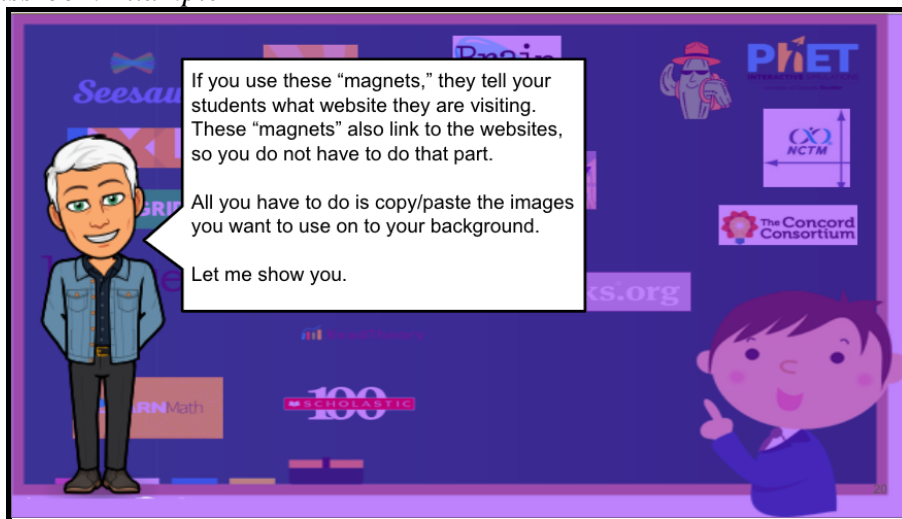 Seesaw
PhET
INTERACTIVE SIMULATIONS
If you use these “magnets,” they tell your
students what website they are visiting.
These “magnets” also link to the websites,
so you do not have to do that part.
All you have to do is copy/paste the images
you want to use on to your background.
Let me show you.
NCTM
The Concord
Consortium
ks.org
Math
100
SCHOLASTIC
20